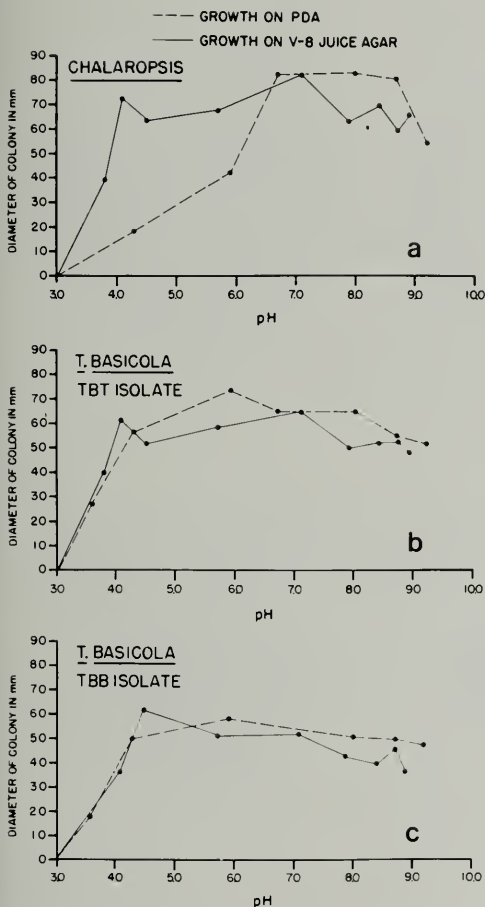 --- GROWTH ON PDA
— GROWTH ON V-8 JUICE AGAR
CHALAROPSIS
DIAMETER OF COLONY IN mm
90
80
70
60
50
40
30
20
10
0
3.0 4.0 5.0 6.0 7.0 8.0 9.0 10.0
pH
a
T. BASICOLA
TBT ISOLATE
DIAMETER OF COLONY IN mm
90
80
70
60
50
40
30
20
10
0
3.0 4.0 5.0 6.0 7.0 8.0 9.0 10.0
pH
b
T. BASICOLA
TBB ISOLATE
DIAMETER OF COLONY IN mm
90
80
70
60
50
40
30
20
10
0
3.0 4.0 5.0 6.0 7.0 8.0 9.0 10.0
pH
c